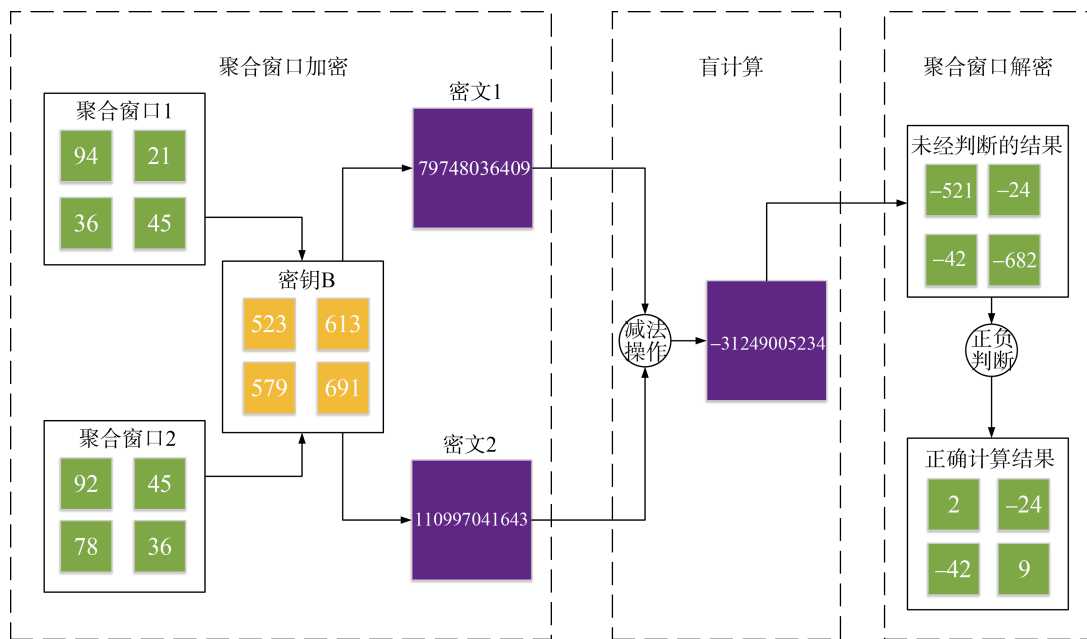 聚合窗口加密
聚合窗口1
94 21
36 45
密钥B
523 613
579 691
聚合窗口2
92 45
78 36
密文1
79748036409
密文2
110997041643
盲计算
减法
操作
−31249005234
聚合窗口解密
未经判断的结果
−521 −24
−42 −682
正负
判断
正确计算结果
2 −24
−42 9